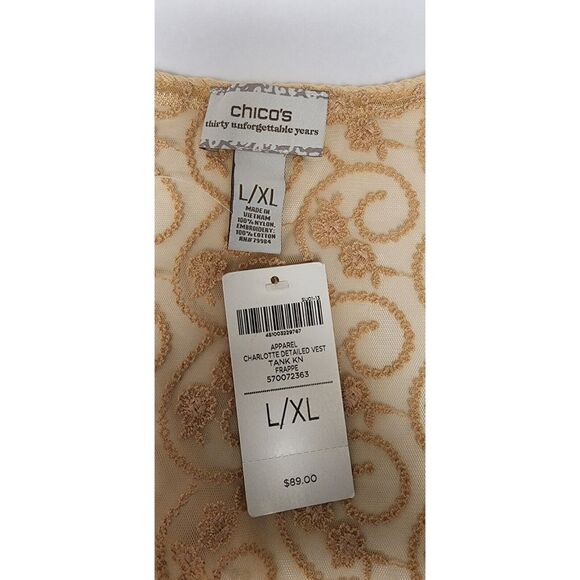 chico's
thirty unforgettable years
L/XL
MADE IN
VIETNAM
100% NYLON.
EMBROIDERY:
100% COTTON
RN# 79984
451003229767
APPAREL
CHARLOTTE DETAILED VEST
TANK KN
FRAPPE
570072363
L/XL
$89.00